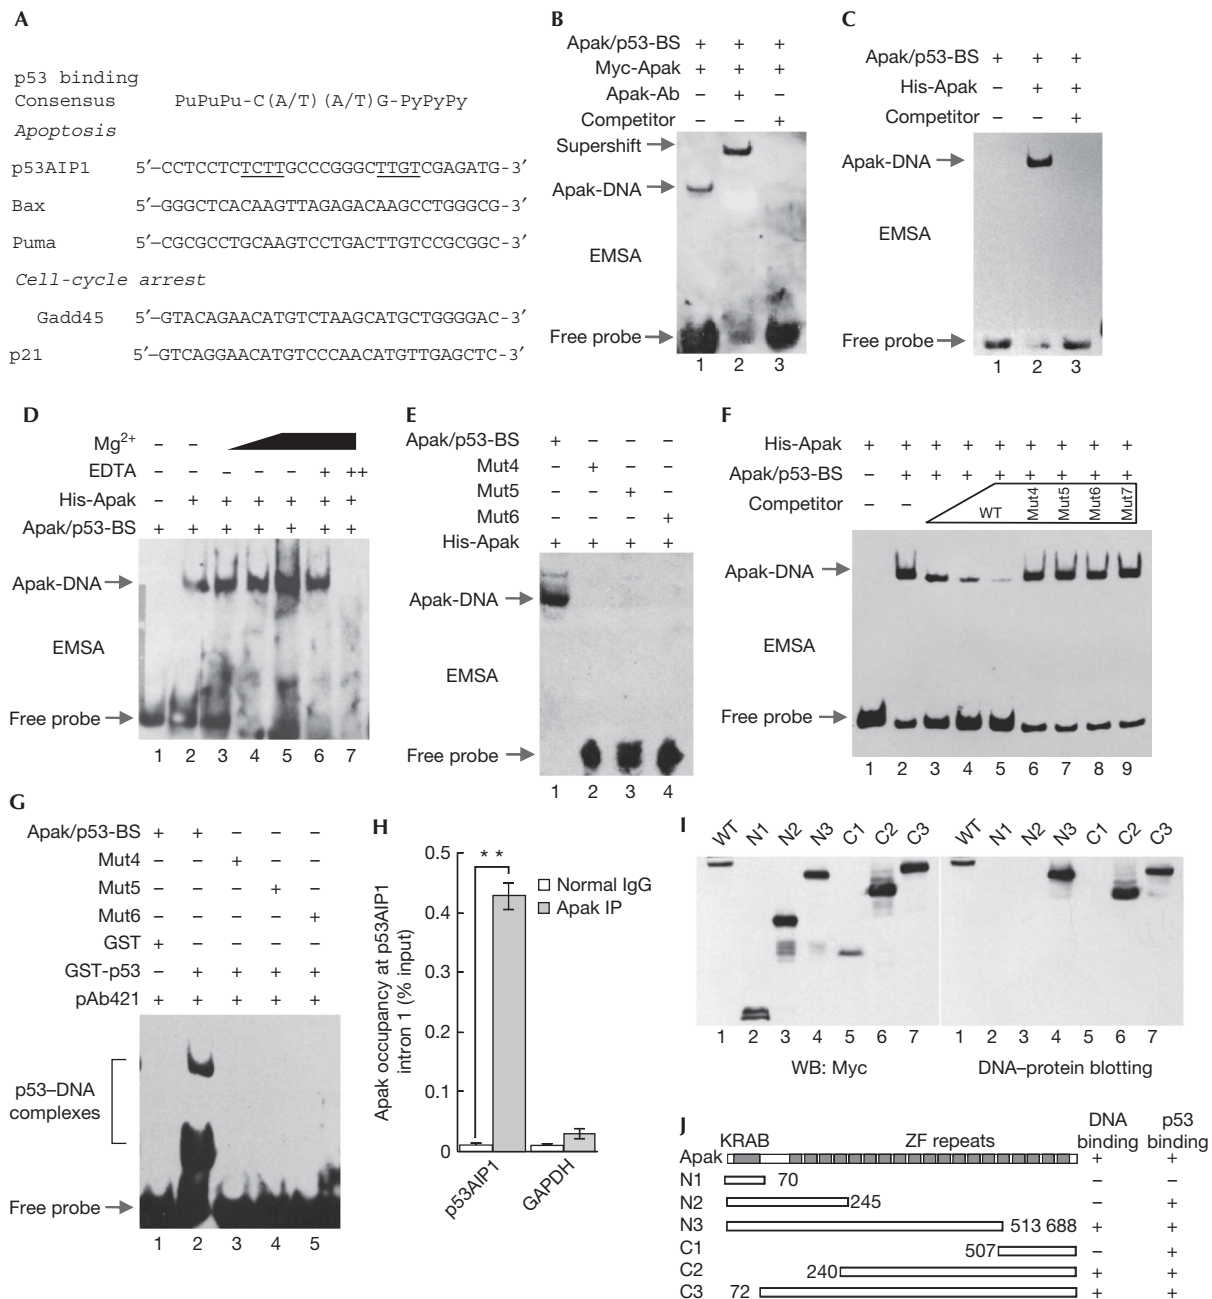 A
p53 binding
Consensus PuPuPu-C(A/T)(A/T)G-PyPyPy
Apoptosis
p53AIP1 5′–CCTCCTCTCTTGCCCGGGCTTGTCGAGATG-3′
Bax 5′–GGGCTCACAAGTTAGAGACAAGCCTGGGCG-3′
Puma 5′–CGCGCCTGCAAGTCCTGACTTGTCCGCGGC-3′
Cell-cycle arrest
Gadd45 5′–GTACAGAACATGTCTAAGCATGCTGGGGAC-3′
p21 5′–GTCAGGAACATGTCCCAACATGTTGAGCTC-3′
B
Apak/p53-BS + + +
Myc-Apak + + +
Apak-Ab – + –
Competitor – – +
Supershift
Apak-DNA
EMSA
Free probe
1 2 3
C
Apak/p53-BS + + +
His-Apak – + +
Competitor – – +
Apak-DNA
EMSA
Free probe
1 2 3
D
Mg2+ – –
EDTA – – – – – + ++
His-Apak – + + + + + +
Apak/p53-BS + + + + + + +
Apak-DNA
EMSA
Free probe
1 2 3 4 5 6 7
E
Apak/p53-BS + – – –
Mut4 – + – –
Mut5 – – + –
Mut6 – – – +
His-Apak + + + +
Apak-DNA
EMSA
Free probe
1 2 3 4
F
His-Apak + + + + + + + + +
Apak/p53-BS – + + + + + + + +
Competitor – – WT Mut4 Mut5 Mut6 Mut7
Apak-DNA
EMSA
Free probe
1 2 3 4 5 6 7 8 9
G
Apak/p53-BS + + – – –
Mut4 – – + – –
Mut5 – – – + –
Mut6 – – – – +
GST + – – – –
GST-p53 – + + + +
pAb421 + + + + +
p53–DNA
complexes
Free probe
1 2 3 4 5
H
Apak occupancy at p53AIP1
intron 1 (% input)
0.5
0.4
0.3
0.2
0.1
0
**
Normal IgG
Apak IP
p53AIP1
GAPDH
I
WT N1 N2 N3 C1 C2 C3
1 2 3 4 5 6 7
WB: Myc
WT N1 N2 N3 C1 C2 C3
1 2 3 4 5 6 7
DNA–protein blotting
J
KRAB ZF repeats DNA binding p53 binding
Apak + +
N1 70 – –
N2 245 – +
N3 513 688 + +
C1 507 – +
C2 240 + +
C3 72 + +